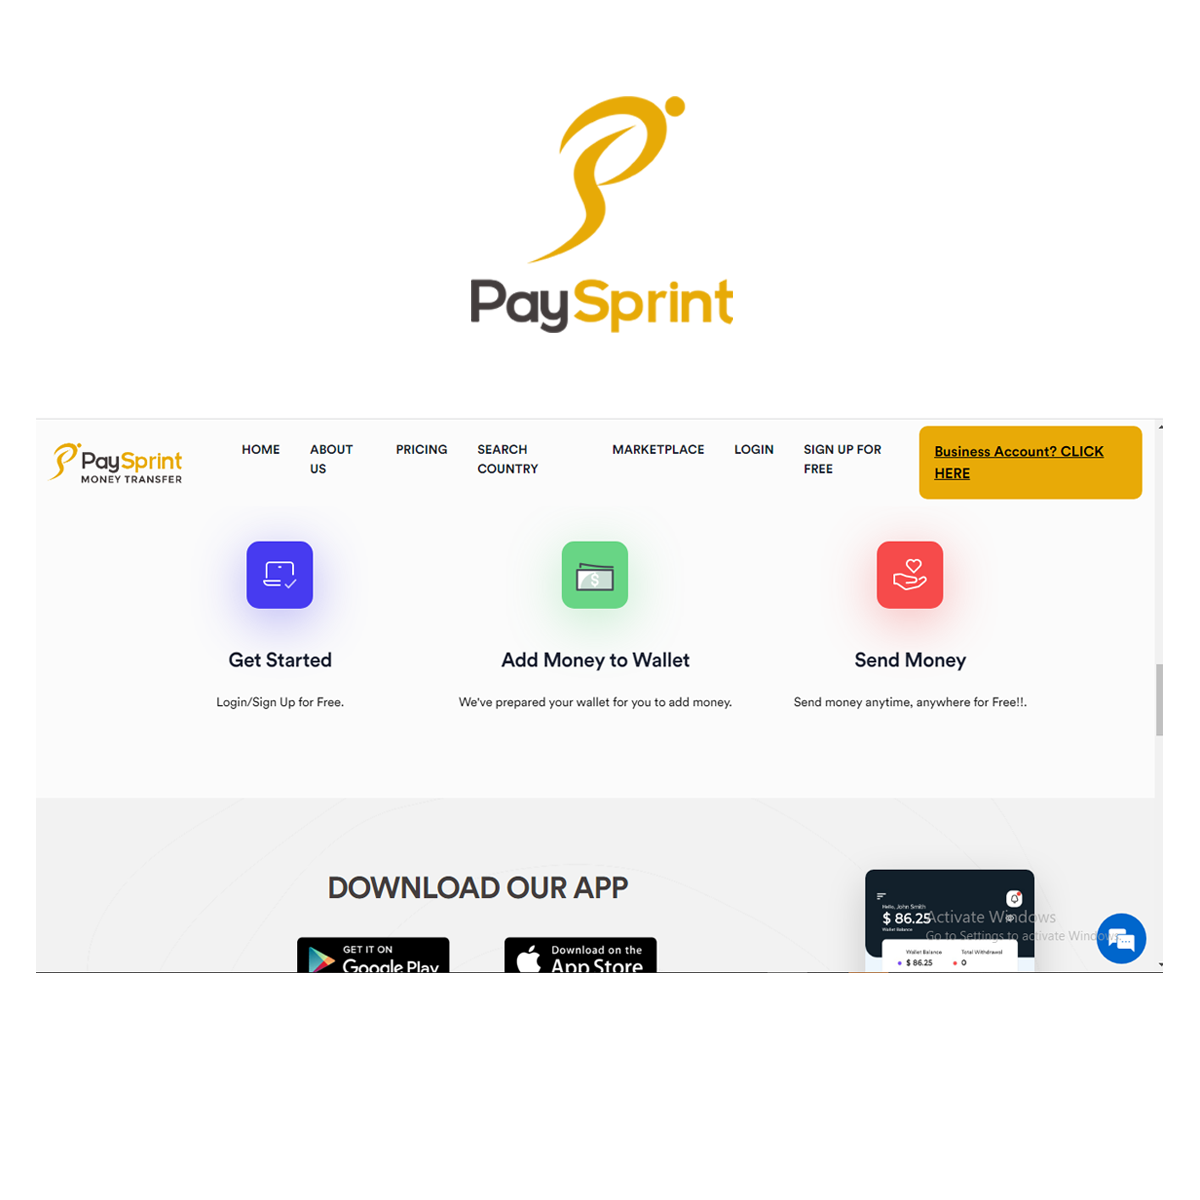 PaySprint
PaySprint
MONEY TRANSFER
HOME
ABOUT
US
PRICING
SEARCH
COUNTRY
MARKETPLACE
LOGIN
SIGN UP FOR
FREE
Business Account? CLICK
HERE
$
Get Started
Add Money to Wallet
Send Money
Login/Sign Up for Free.
We've prepared your wallet for you to add money.
Send money anytime, anywhere for Free!!.
DOWNLOAD OUR APP
GET IT ON
Google Play
Download on the
App Store
Hello, John Smith
$ 86.25
Wallet Balance
Activate Windows
Go to Settings to activate Windows
Wallet Balance
Total Withdrawal
$ 86.25
0